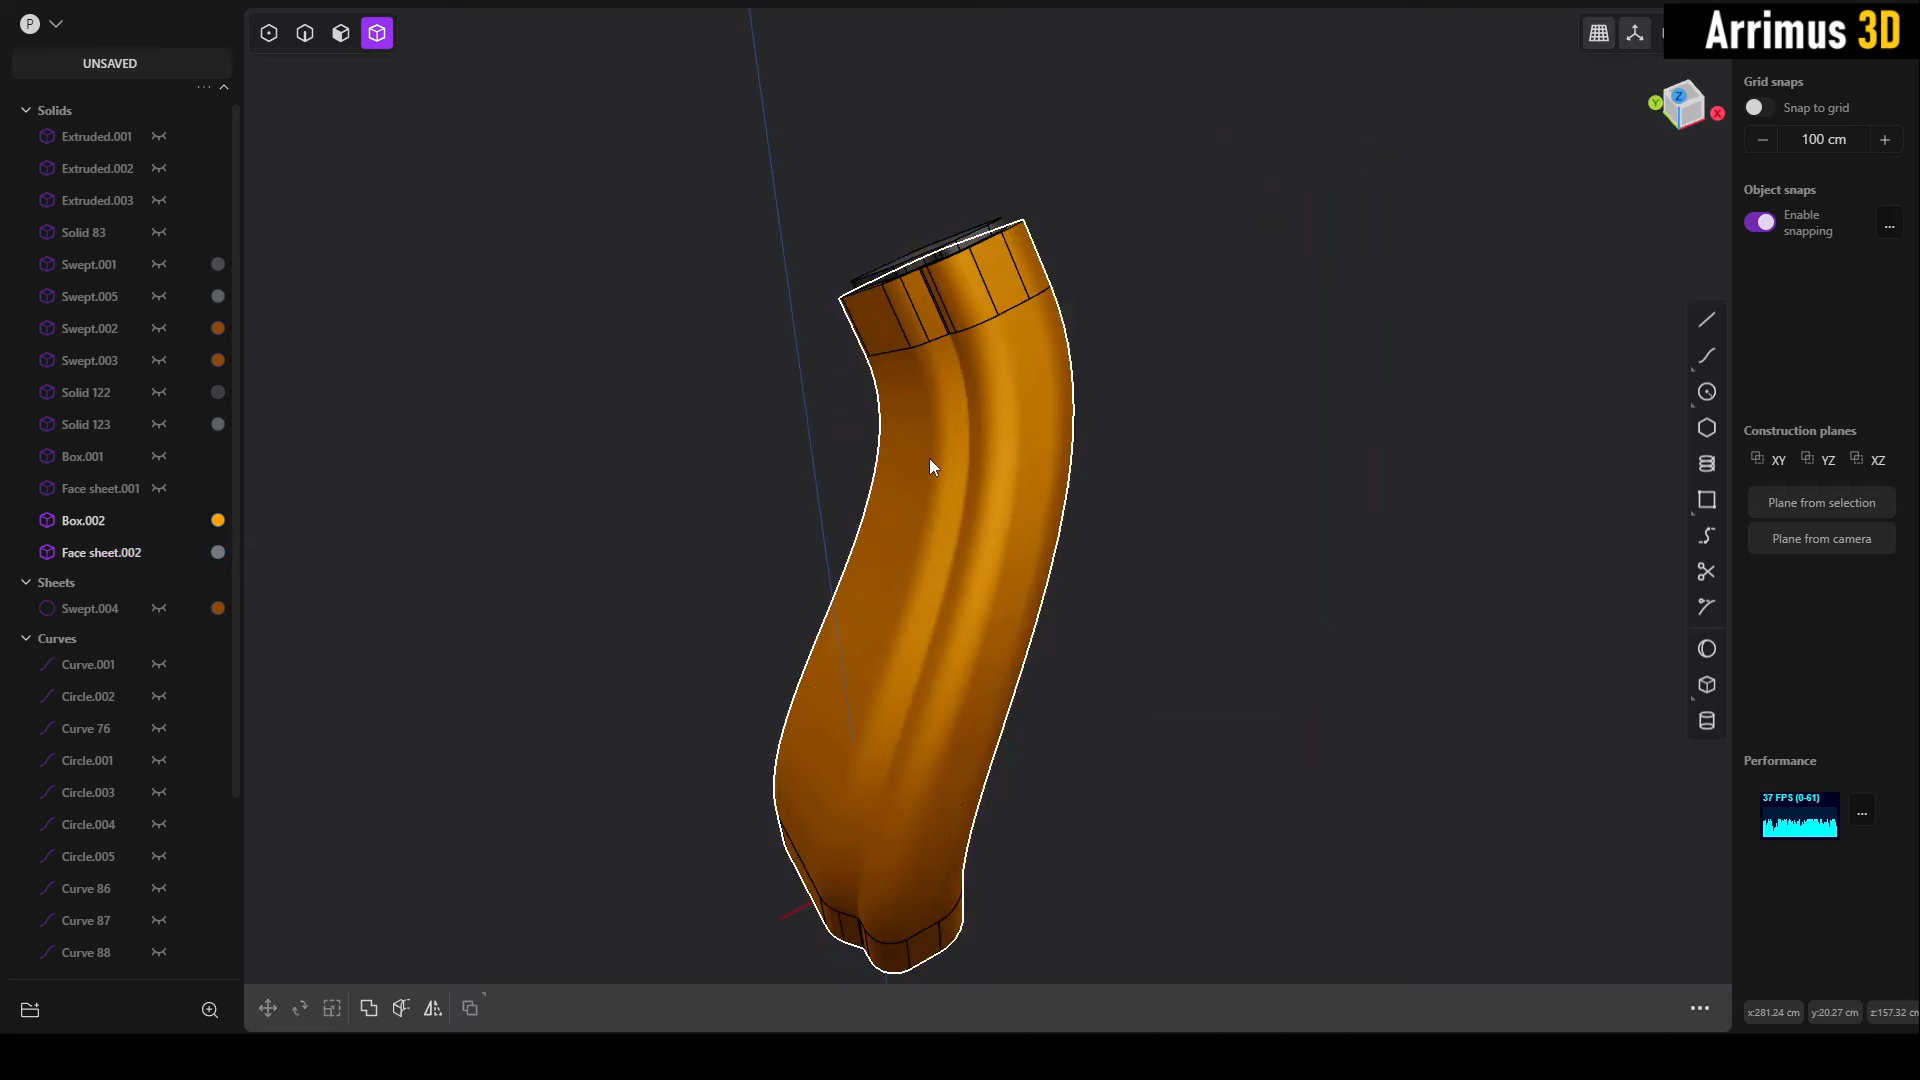 P
UNSAVED
Arrimus 3D
Solids
Extruded.001
Extruded.002
Extruded.003
Solid 83
Swept.001
Swept.005
Swept.002
Swept.003
Solid 122
Solid 123
Box.001
Face sheet.001
Box.002
Face sheet.002
Sheets
Swept.004
Curves
Curve.001
Circle.002
Curve 76
Circle.001
Circle.003
Circle.004
Circle.005
Curve 86
Curve 87
Curve 88
Z
Y
X
Grid snaps
Snap to grid
100 cm
Object snaps
Enable
snapping
Construction planes
XY YZ XZ
Plane from selection
Plane from camera
Performance
37 FPS (0-61)
x:281.24 cm y:20.27 cm z:157.32 cm